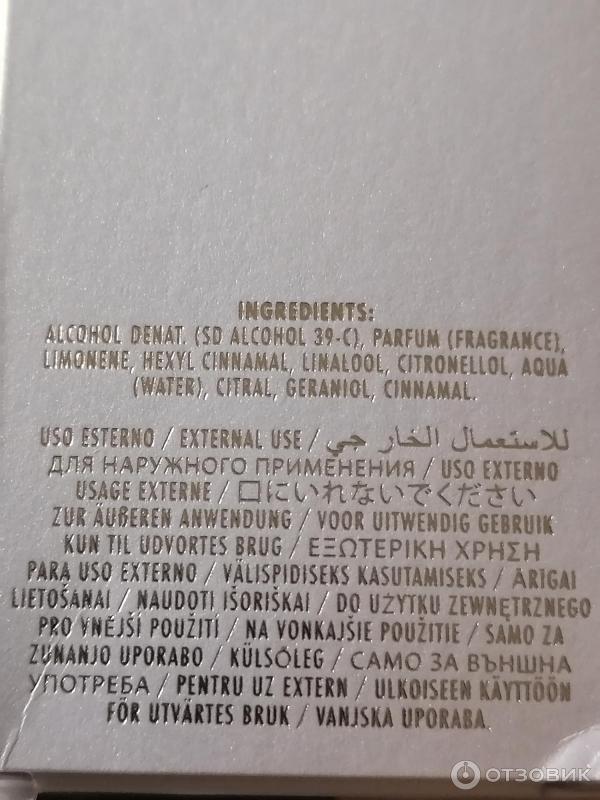 INGREDIENTS:
ALCOHOL DENAT. (SD ALCOHOL 39-C), PARFUM (FRAGRANCE),
LIMONENE, HEXYL CINNAMAL, LINALOOL, CITRONELLOL, AQUA
(WATER), CITRAL, GERANIOL, CINNAMAL.
USO ESTERNO / EXTERNAL USE / للاستعمال الخار جي
ДЛЯ НАРУЖНОГО ПРИМЕНЕНИЯ / USO EXTERNO
USAGE EXTERNE / 口にいれないでください
ZUR ÄUßEREN ANWENDUNG / VOOR UITWENDIG GEBRUIK
KUN TIL UDVORTES BRUG / ΕΞΩΤΕΡΙΚΗ ΧΡΗΣΗ
PARA USO EXTERNO / VÄLISPIDISEKS KASUTAMISEKS / ĀRĪGAI
LIETOŠANAI / NAUDOTI IŠORIŠKAI / DO UŻYTKU ZEWNĘTRZNEGO
PRO VNĚJŠÍ POUŽITÍ / NA VONKAJŠIE POUŽITIE / SAMO ZA
ZUNANJO UPORABO / KÜLSŐLEG / САМО ЗА ВЪНШНА
УПОТРЕБА / PENTRU UZ EXTERN / ULKOISEEN KÄYTTÖÖN
FÖR UTVÄRTES BRUK / VANJSKA UPORABA.
ОТЗОВИК